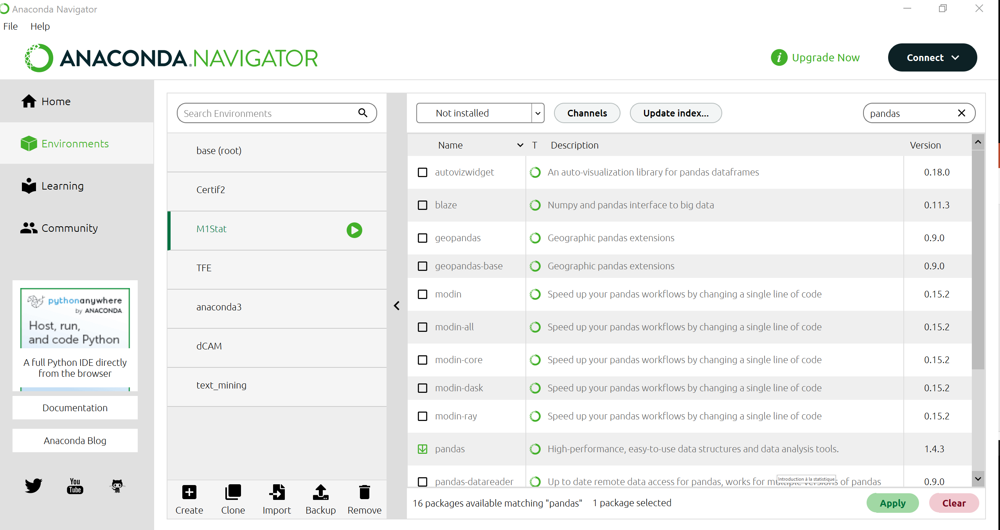 Anaconda Navigator
File Help
ANACONDA.NAVIGATOR
Upgrade Now
Connect
Home
Environments
Learning
Community
pythonanywhere
by ANACONDA
Host, run,
and code Python
A full Python IDE directly
from the browser
Documentation
Anaconda Blog
You
Tube
Search Environments
base (root)
Certif2
M1Stat
TFE
anaconda3
dCAM
text_mining
Create Clone Import Backup Remove
Not installed Channels Update index... pandas
Name T Description Version
autovizwidget An auto-visualization library for pandas dataframes 0.18.0
blaze Numpy and pandas interface to big data 0.11.3
geopandas Geographic pandas extensions 0.9.0
geopandas-base Geographic pandas extensions 0.9.0
modin Speed up your pandas workflows by changing a single line of code 0.15.2
modin-all Speed up your pandas workflows by changing a single line of code 0.15.2
modin-core Speed up your pandas workflows by changing a single line of code 0.15.2
modin-dask Speed up your pandas workflows by changing a single line of code 0.15.2
modin-ray Speed up your pandas workflows by changing a single line of code 0.15.2
pandas High-performance, easy-to-use data structures and data analysis tools. 1.4.3
pandas-datareader Up to date remote data access for pandas, works for multiple versions of pandas 0.9.0
Introduction à la statistique
16 packages available matching "pandas" 1 package selected
Apply Clear